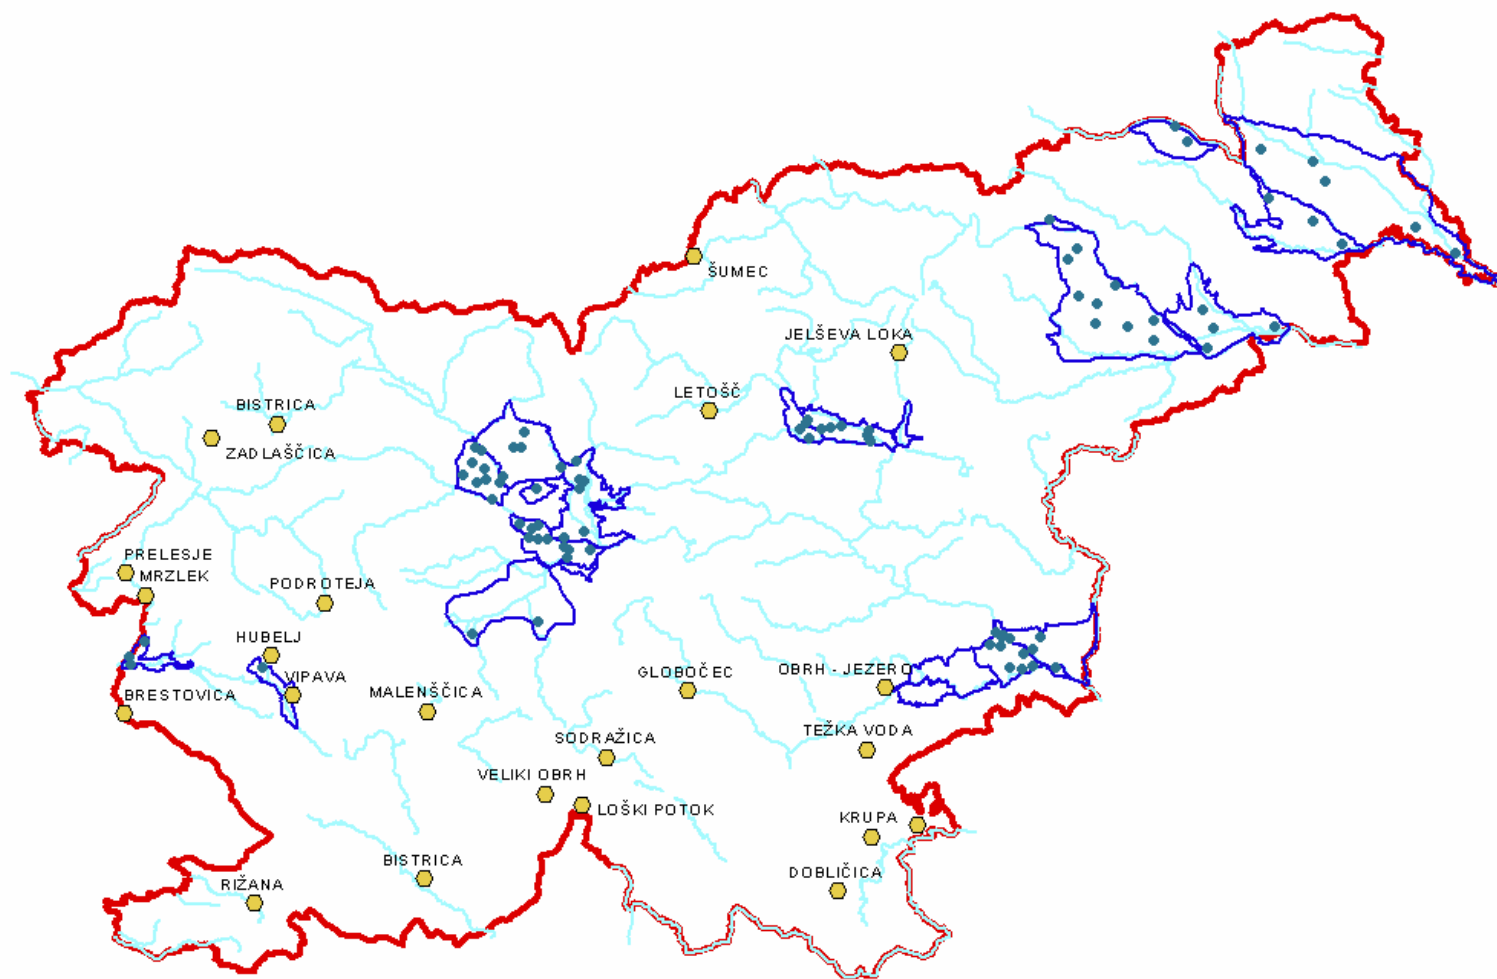 ŠUMEC
JELŠEVA LOKA
LETOŠČ
BISTRICA
ZADLAŠČICA
PRELESJE
MRZLEK
PODROTEJA
HUBELJ
VIPAVA
BRESTOVICA
MALENŠČICA
GLOBOČEC
OBRH - JEZERO
TEŽKA VODA
SODRAŽICA
VELIKI OBRH
LOŠKI POTOK
KRUPA
BISTRICA
DOBLIČICA
RIŽANA